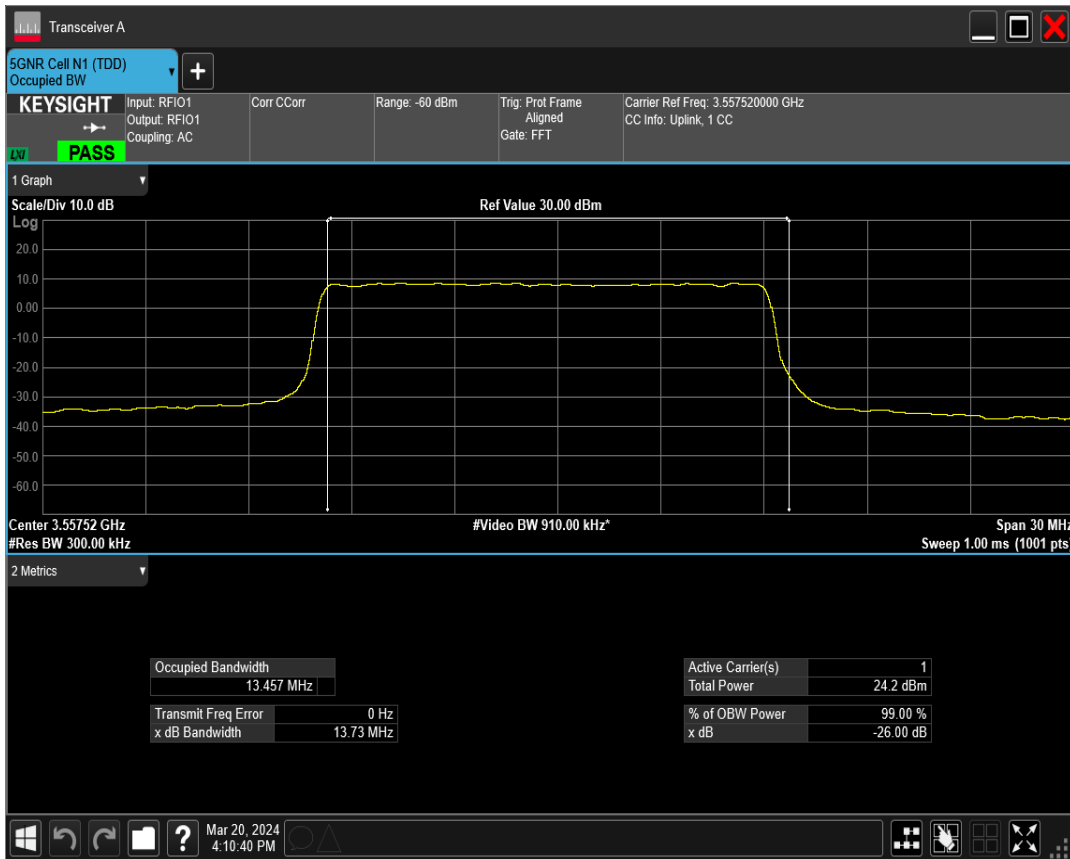 Transceiver A
5GNR Cell N1 (TDD)
Occupied BW
+
KEYSIGHT
LXI
PASS
Input: RFIO1
Output: RFIO1
Coupling: AC
Corr CCorr
Range: -60 dBm
Trig: Prot Frame
Aligned
Gate: FFT
Carrier Ref Freq: 3.557520000 GHz
CC Info: Uplink, 1 CC
1 Graph
Scale/Div 10.0 dB
Ref Value 30.00 dBm
Log
20.0
10.0
0.00
-10.0
-20.0
-30.0
-40.0
-50.0
-60.0
Center 3.55752 GHz
#Video BW 910.00 kHz*
Span 30 MHz
#Res BW 300.00 kHz
Sweep 1.00 ms (1001 pts)
2 Metrics
Occupied Bandwidth
13.457 MHz
Transmit Freq Error 0 Hz
x dB Bandwidth 13.73 MHz
Active Carrier(s) 1
Total Power 24.2 dBm
% of OBW Power 99.00 %
x dB -26.00 dB
?
Mar 20, 2024
4:10:40 PM